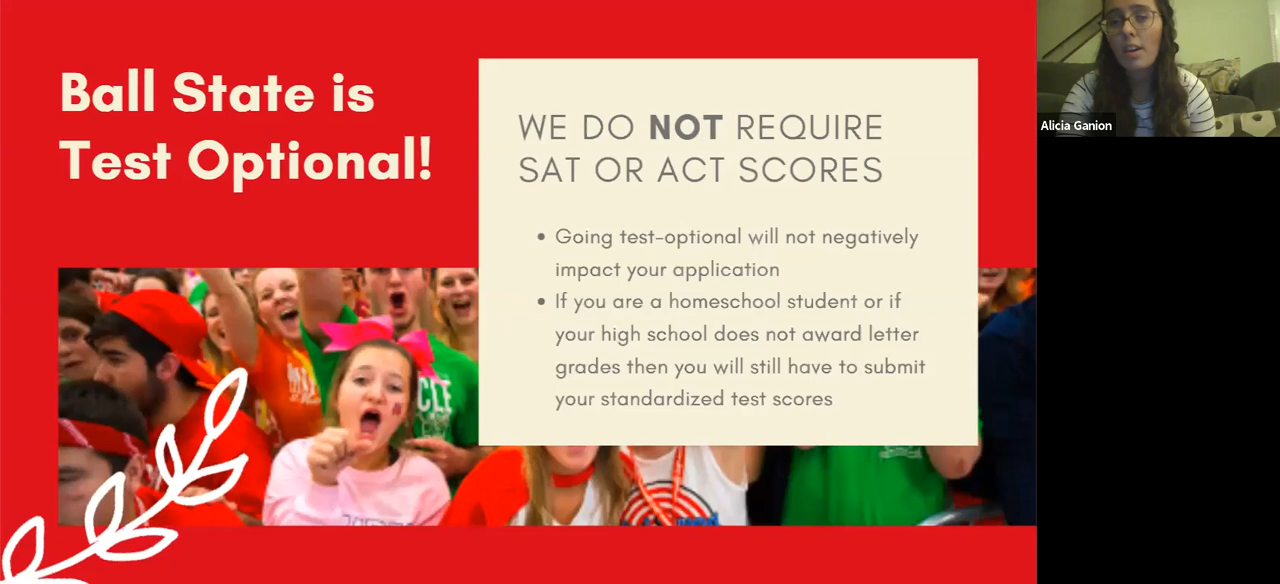 Ball State is
Test Optional!
WE DO NOT REQUIRE
SAT OR ACT SCORES
• Going test-optional will not negatively
impact your application
• If you are a homeschool student or if
your high school does not award letter
grades then you will still have to submit
your standardized test scores
Alicia Ganion